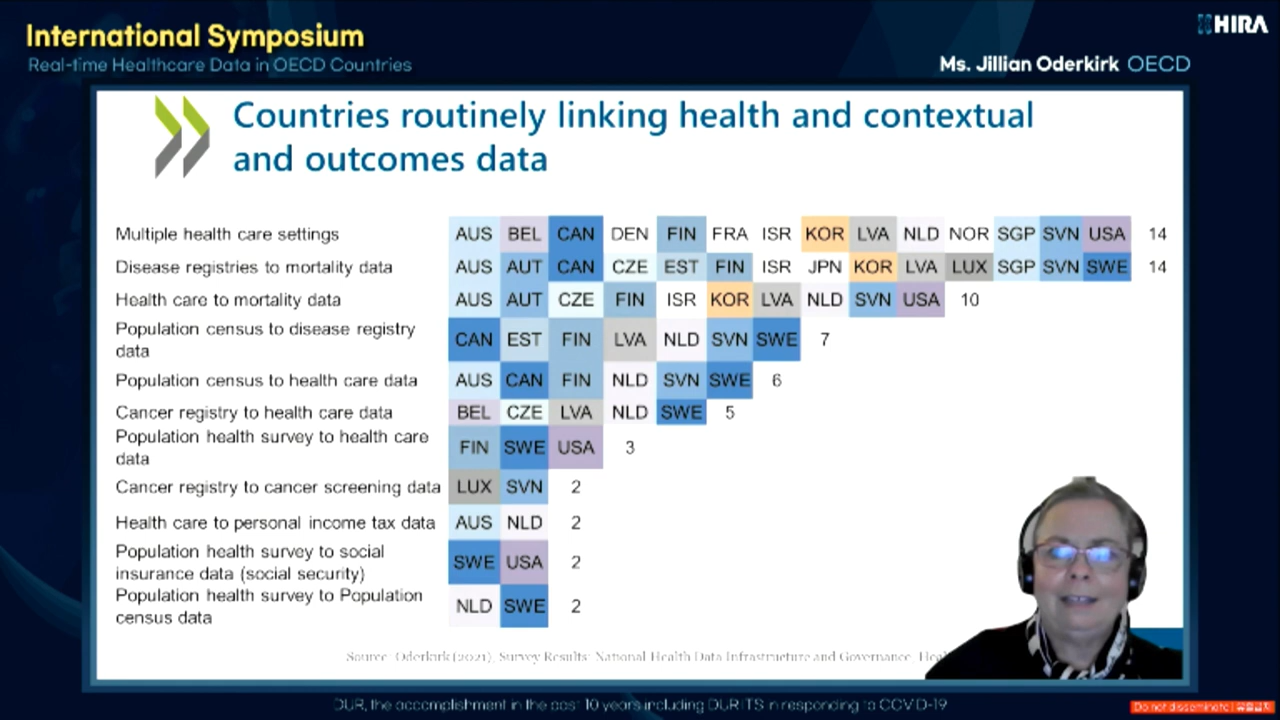 International Symposium
HIRA
Real-time Healthcare Data in OECD Countries
Ms. Jillian Oderkirk OECD
Countries routinely linking health and contextual
and outcomes data
Multiple health care settings AUS BEL CAN DEN FIN FRA ISR KOR LVA NLD NOR SGP SVN USA 14
Disease registries to mortality data AUS AUT CAN CZE EST FIN ISR JPN KOR LVA LUX SGP SVN SWE 14
Health care to mortality data AUS AUT CZE FIN ISR KOR LVA NLD SVN USA 10
Population census to disease registry
data
CAN EST FIN LVA NLD SVN SWE 7
Population census to health care data AUS CAN FIN NLD SVN SWE 6
Cancer registry to health care data BEL CZE LVA NLD SWE 5
Population health survey to health care
data
FIN SWE USA 3
Cancer registry to cancer screening data LUX SVN 2
Health care to personal income tax data AUS NLD 2
Population health survey to social
insurance data (social security)
SWE USA 2
Population health survey to Population
census data
NLD SWE 2
Source: Oderkirk (2021), Survey Results: National Health Data Infrastructure and Governance,
DUR, the accomplishment in the past 10 years including DUR ITS in responding to COVID-19
Do not disseminate